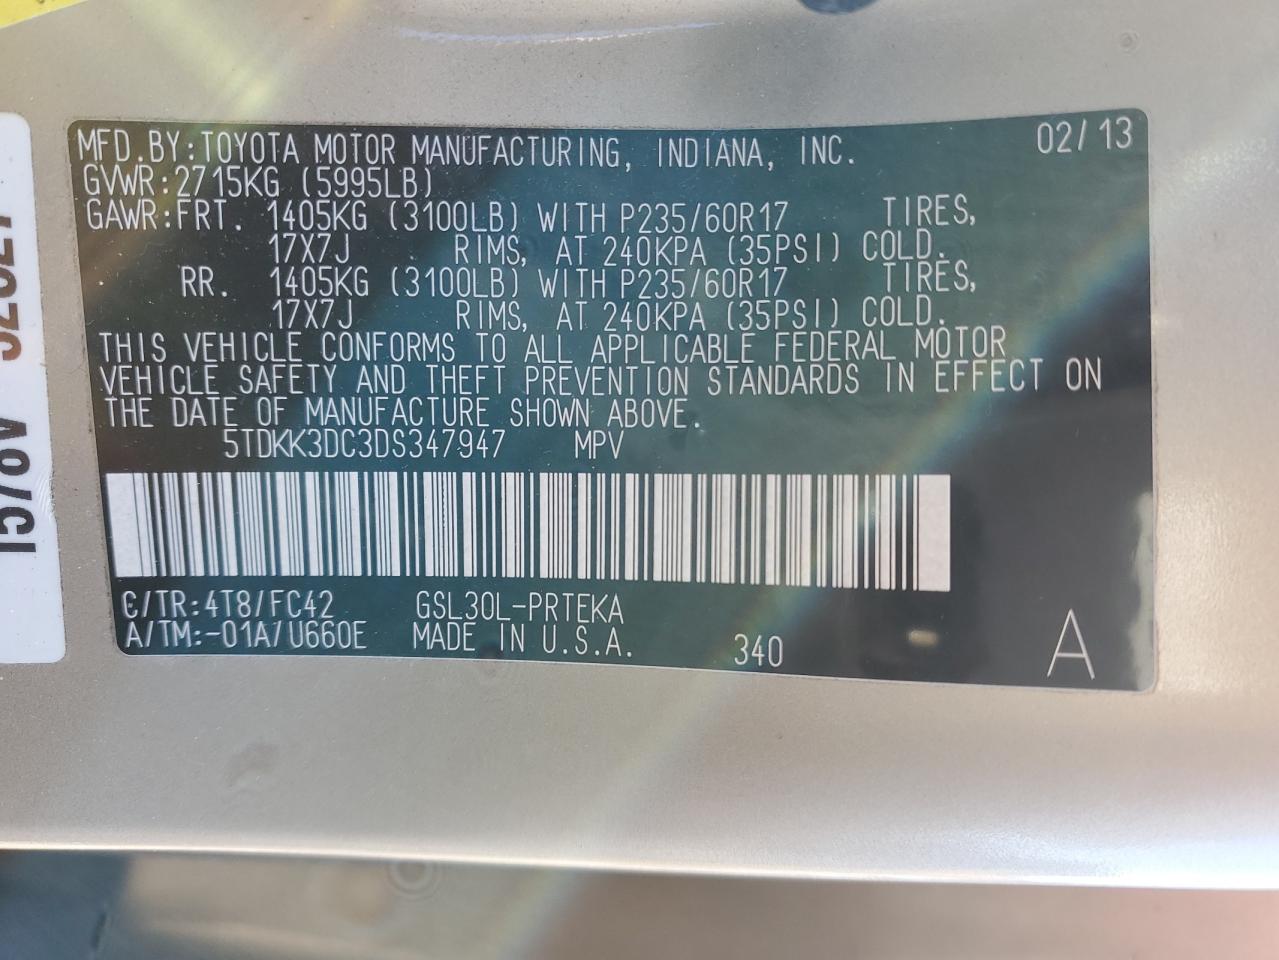 MFD.BY:TOYOTA MOTOR MANUFACTURING, INDIANA, INC. 02/13
GVWR:2715KG (5995LB)
GAWR:FRT. 1405KG (3100LB) WITH P235/60R17 TIRES,
17X7J RIMS, AT 240KPA (35PSI) COLD.
RR. 1405KG (3100LB) WITH P235/60R17 TIRES,
17X7J RIMS, AT 240KPA (35PSI) COLD.
THIS VEHICLE CONFORMS TO ALL APPLICABLE FEDERAL MOTOR
VEHICLE SAFETY AND THEFT PREVENTION STANDARDS IN EFFECT ON
THE DATE OF MANUFACTURE SHOWN ABOVE.
5TDKK3DC3DS347947 MPV
C/TR:4T8/FC42 GSL30L-PRTEKA
A/TM:-01A/U660E MADE IN U.S.A. 340 A